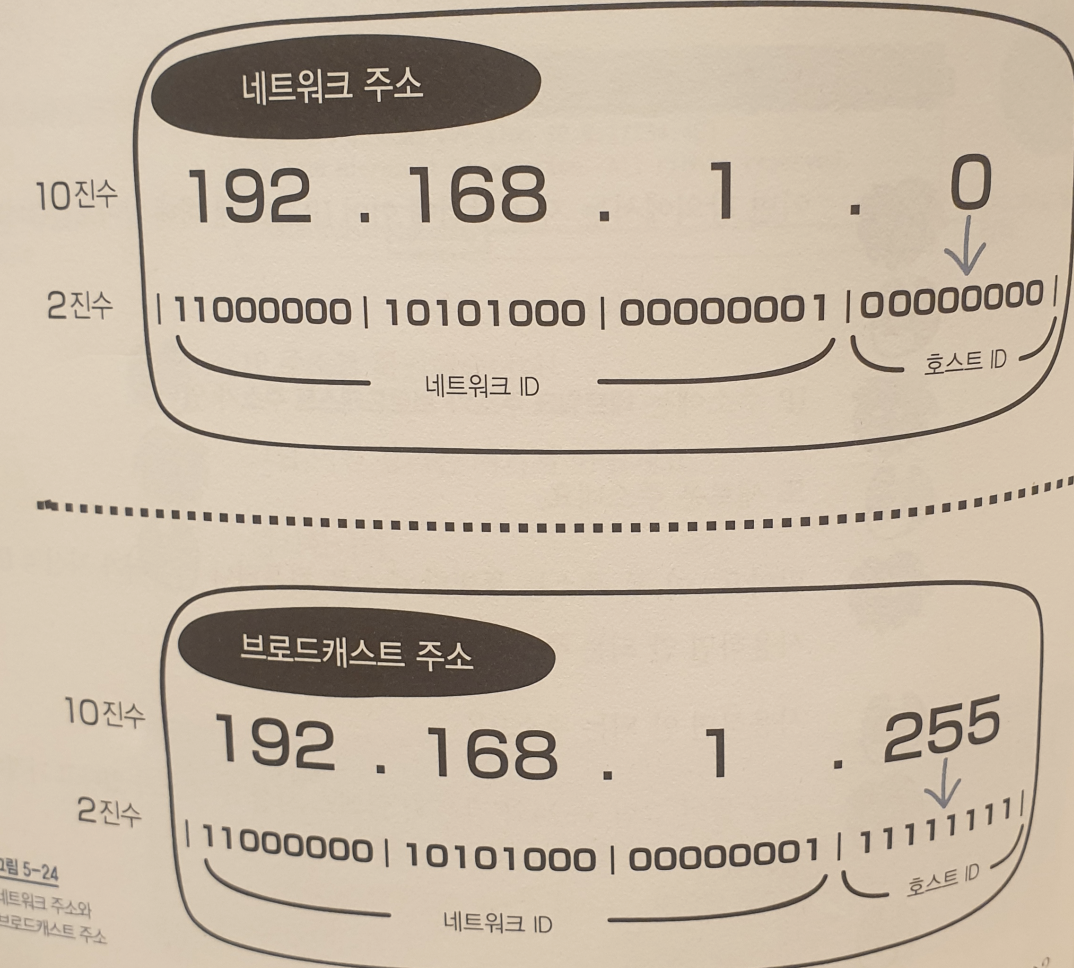 네트워크 주소
10진수
192 . 168 . 1 . 0
2진수
| 11000000 | 10101000 | 000000001 | 00000000 |
네트워크 ID
호스트 ID
브로드캐스트 주소
10진수
192 . 168 . 1 . 255
2진수
| 11000000 | 10101000 | 000000001 | 11111111 |
네트워크 ID
호스트 ID
그림 5-24
네트워크 주소와
브로드캐스트 주소